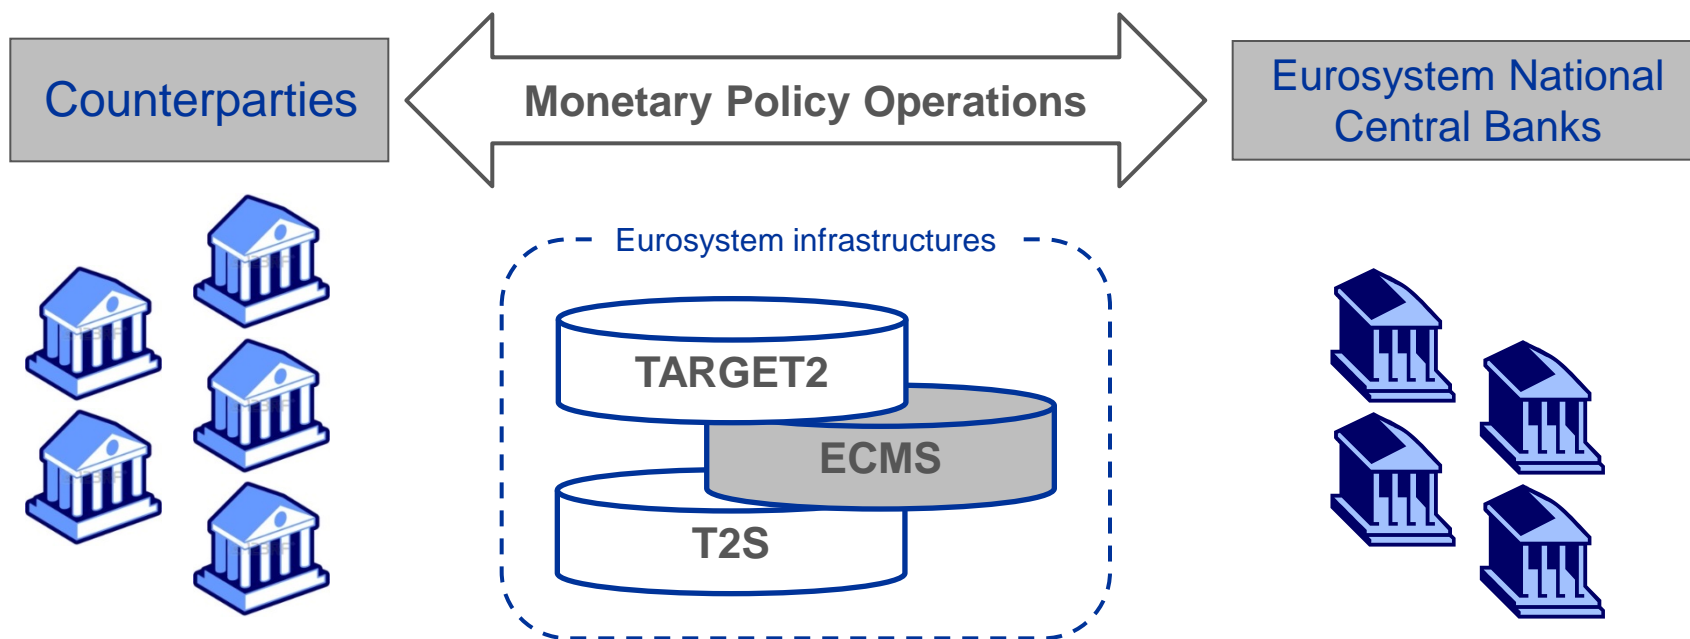 Counterparties
Monetary Policy Operations
Eurosystem National
Central Banks
Eurosystem infrastructures
TARGET2
ECMS
T2S